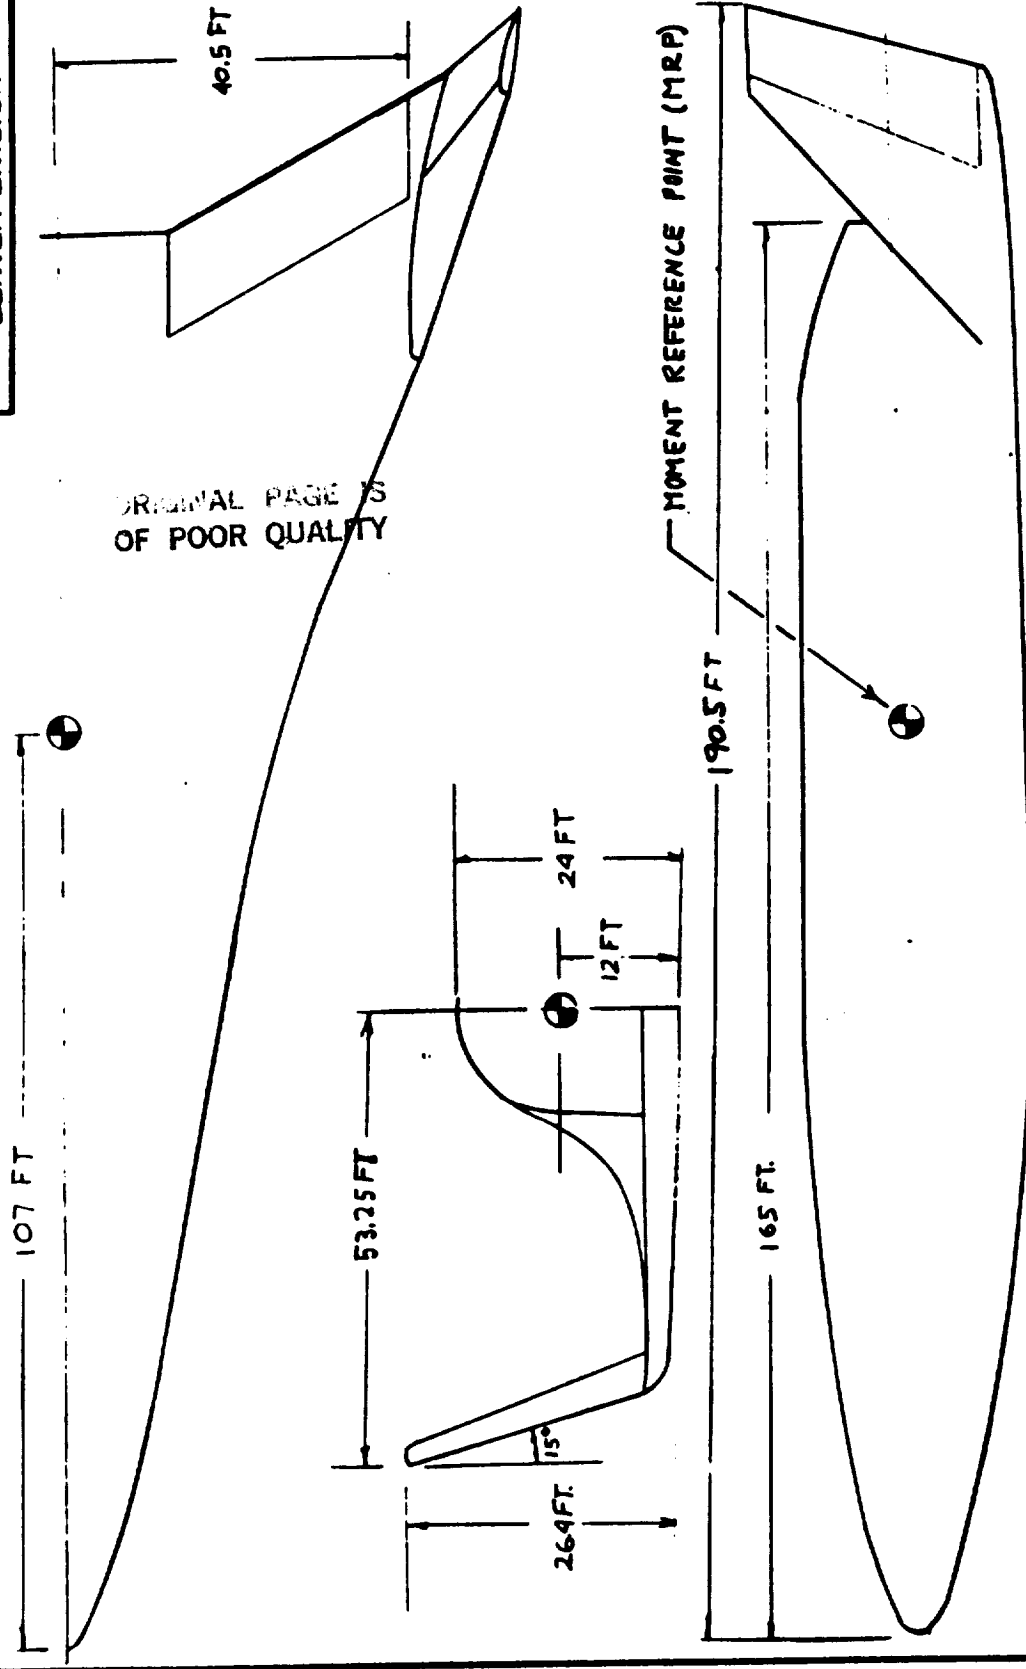 40.5 FT
MOMENT REFERENCE POINT (MRP)
ORIGINAL PAGE IS
OF POOR QUALITY
107 FT
190.5 FT
24 FT
12 FT
53.25 FT
165 FT.
15°
26.4 FT.